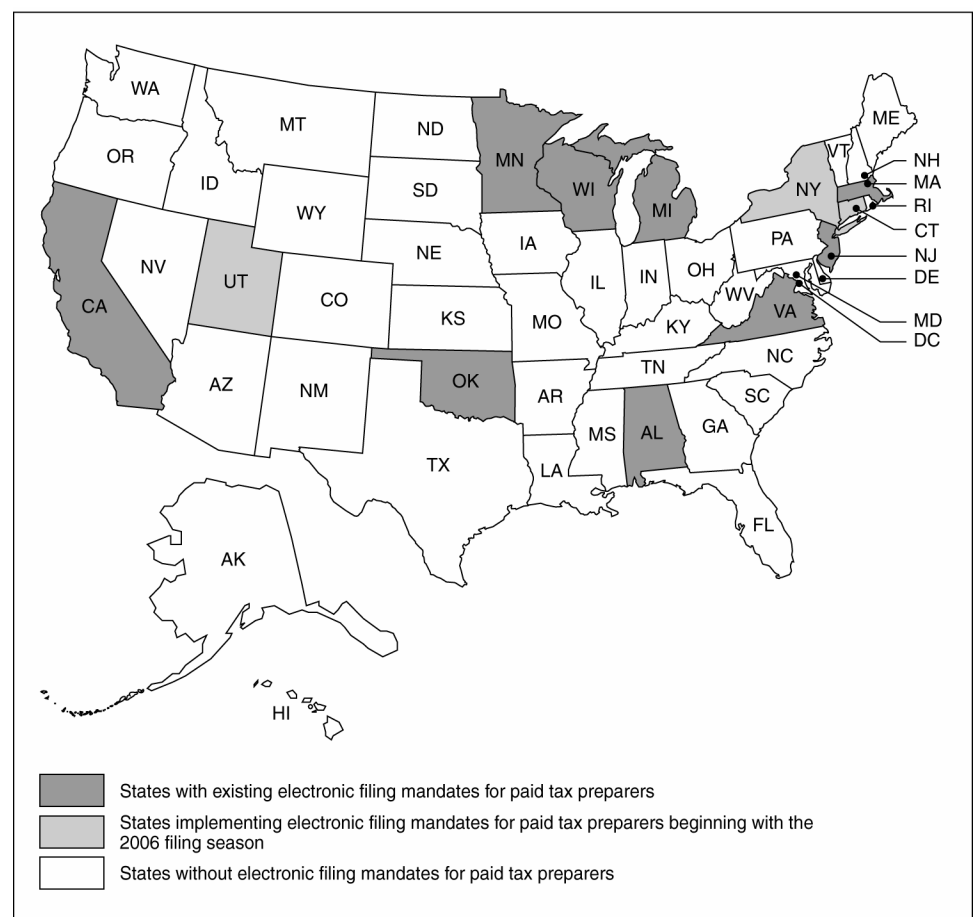 WA
MT
ND
MN
ME
OR
ID
SD
WI
MI
VT
NH
NY
MA
WY
RI
CT
IA
NE
PA
NJ
NV
UT
IL
IN
OH
DE
CA
CO
WV
VA
KS
MO
KY
MD
DC
NC
TN
AZ
NM
OK
AR
SC
MS
AL
GA
TX
LA
FL
AK
HI
States with existing electronic filing mandates for paid tax preparers
States implementing electronic filing mandates for paid tax preparers beginning with the
2006 filing season
States without electronic filing mandates for paid tax preparers